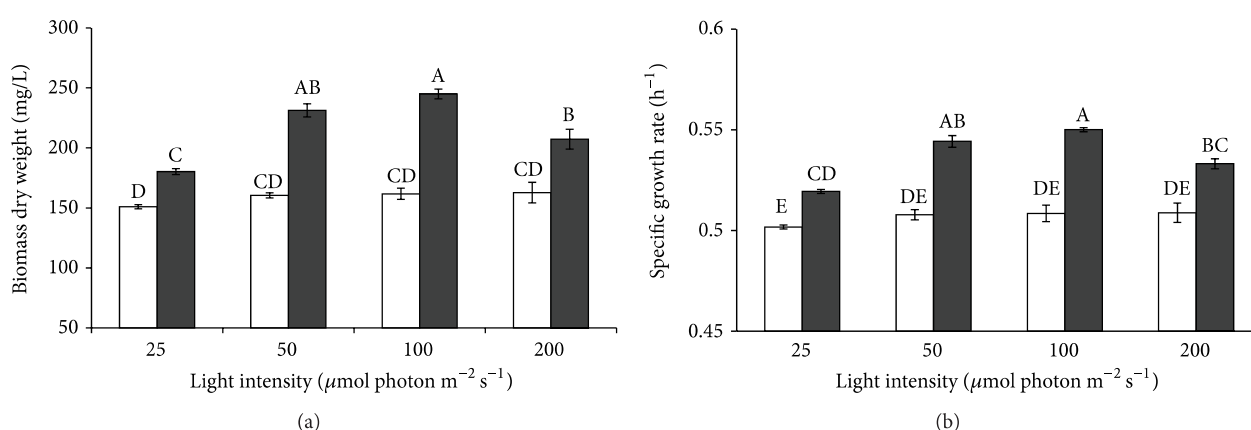 300
250
200
150
100
50
Biomass dry weight (mg/L)
D
C
CD
AB
CD
A
CD
B
25
50
100
200
Light intensity (μmol photon m⁻² s⁻¹)
(a)
0.6
0.55
0.5
0.45
Specific growth rate (h⁻¹)
E
CD
DE
AB
DE
A
DE
BC
25
50
100
200
Light intensity (μmol photon m⁻² s⁻¹)
(b)